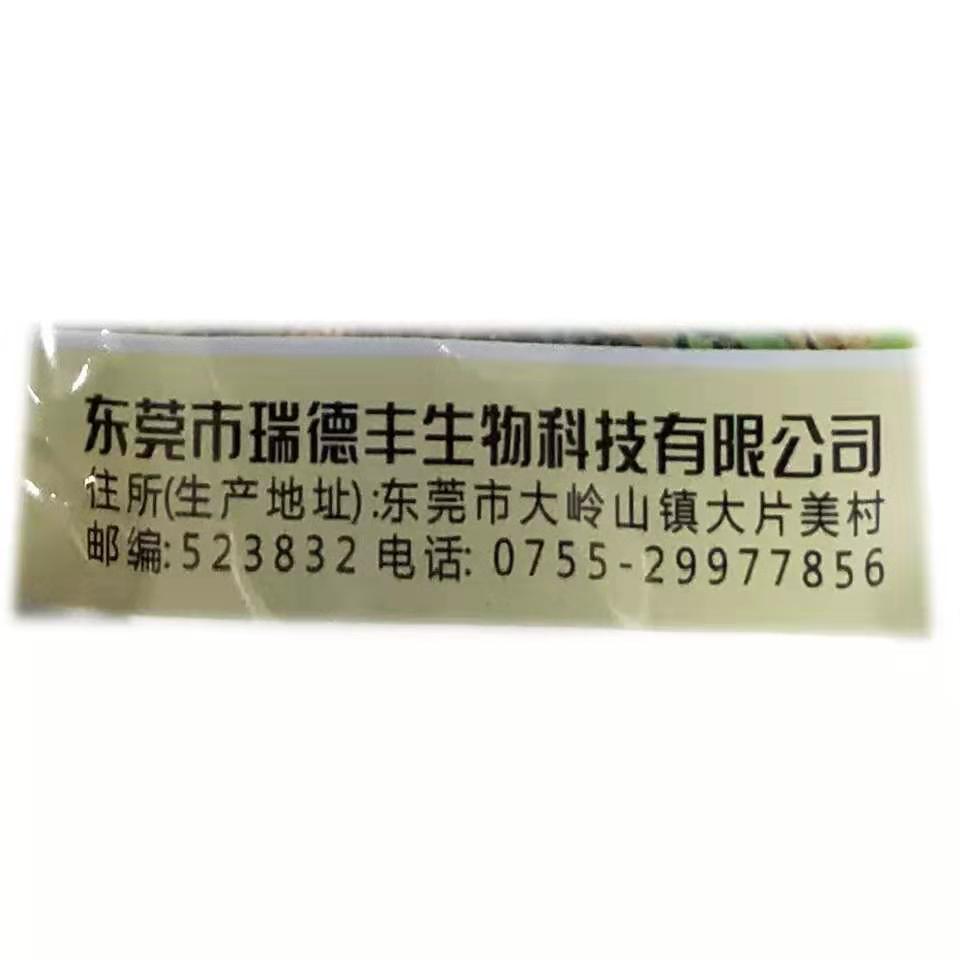 东莞市瑞德丰生物科技有限公司
住所(生产地址):东莞市大岭山镇大片美村
邮编:523832 电话: 0755-29977856